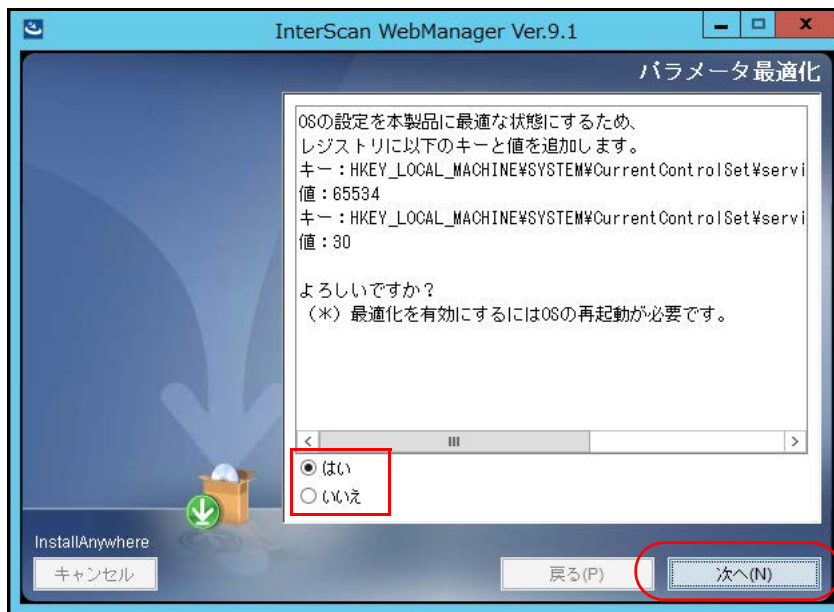 InterScan WebManager Ver.9.1
パラメータ最適化
OSの設定を本製品に最適な状態にするため、
レジストリに以下のキーと値を追加します。
キー：HKEY_LOCAL_MACHINE¥SYSTEM¥CurrentControlSet¥servi
値：65534
キー：HKEY_LOCAL_MACHINE¥SYSTEM¥CurrentControlSet¥servi
値：30
よろしいですか？
（＊）最適化を有効にするにはOSの再起動が必要です。
はい
いいえ
InstallAnywhere
キャンセル
戻る(P)
次へ(N)